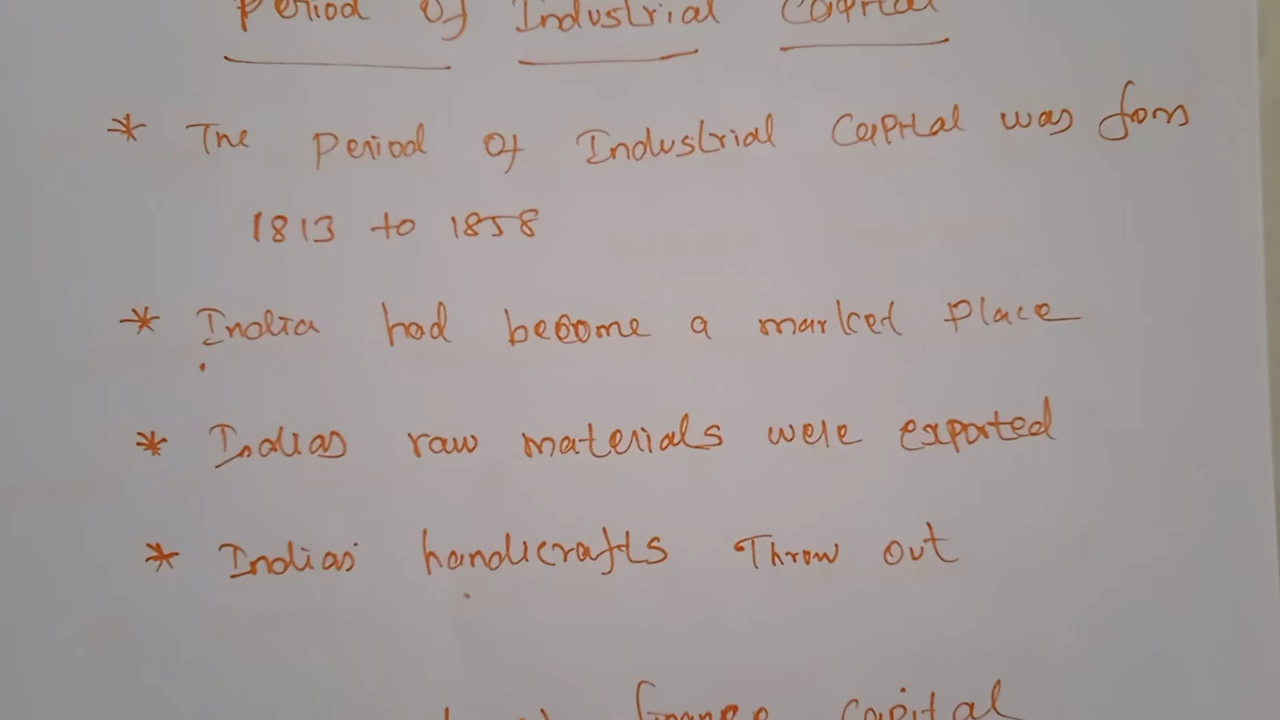 Period of Industrial Capital
* The Period of Industrial Capital was from
1813 to 1858
* India had become a market Place
* Indias raw materials were exported
* Indias handicrafts Throw out
finance capital